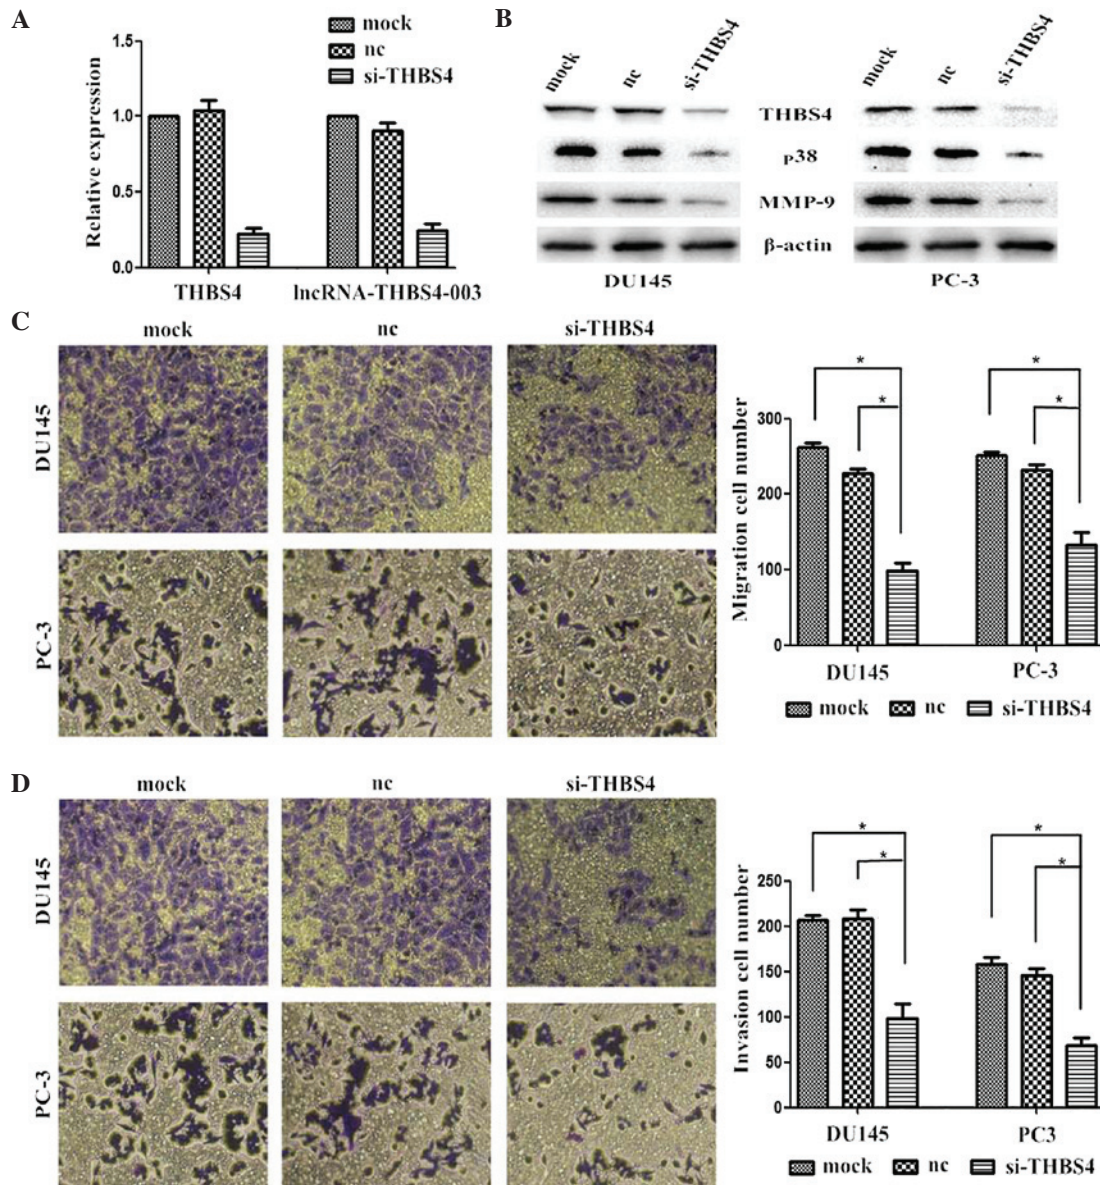 A
mock
nc
si-THBS4
1.5
1.0
0.5
0.0
Relative expression
THBS4
lncRNA-THBS4-003
B
mock
nc
si-THBS4
mock
nc
si-THBS4
THBS4
p38
MMP-9
β-actin
DU145
PC-3
C
mock
nc
si-THBS4
DU145
PC-3
*
*
*
*
300
200
100
0
Migration cell number
DU145
PC-3
mock
nc
si-THBS4
D
mock
nc
si-THBS4
DU145
PC-3
*
*
*
*
250
200
150
100
50
0
Invasion cell number
DU145
PC3
mock
nc
si-THBS4